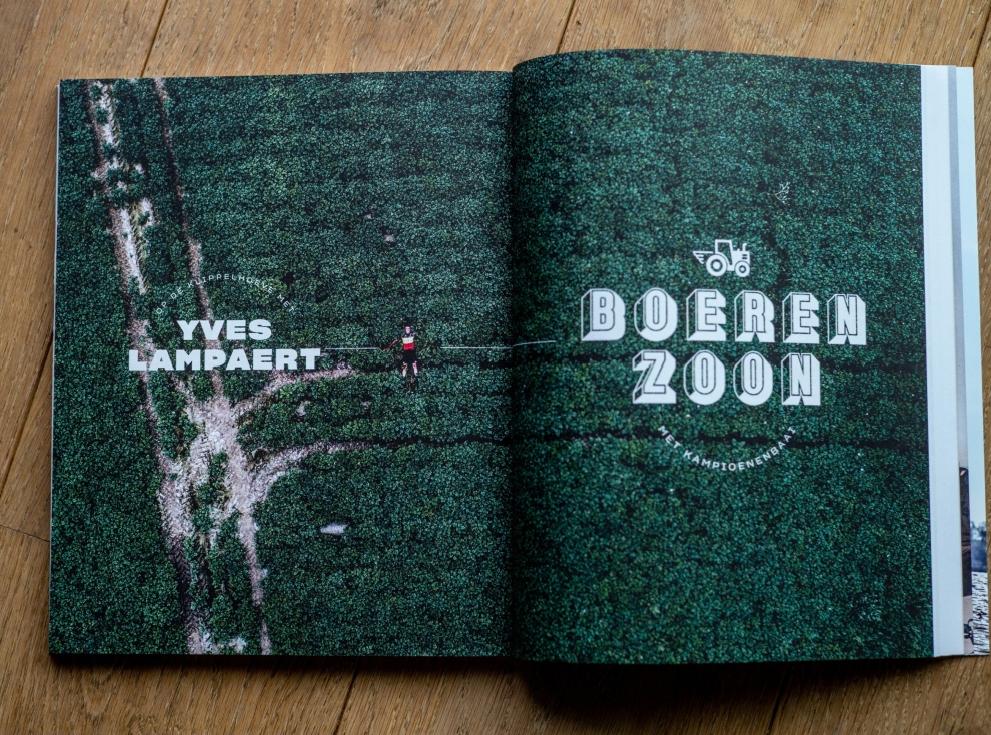 OP DE KLIPPELHOEVE MET
YVES
LAMPAERT
BOEREN
ZOON
MET KAMPIOENENBAAI